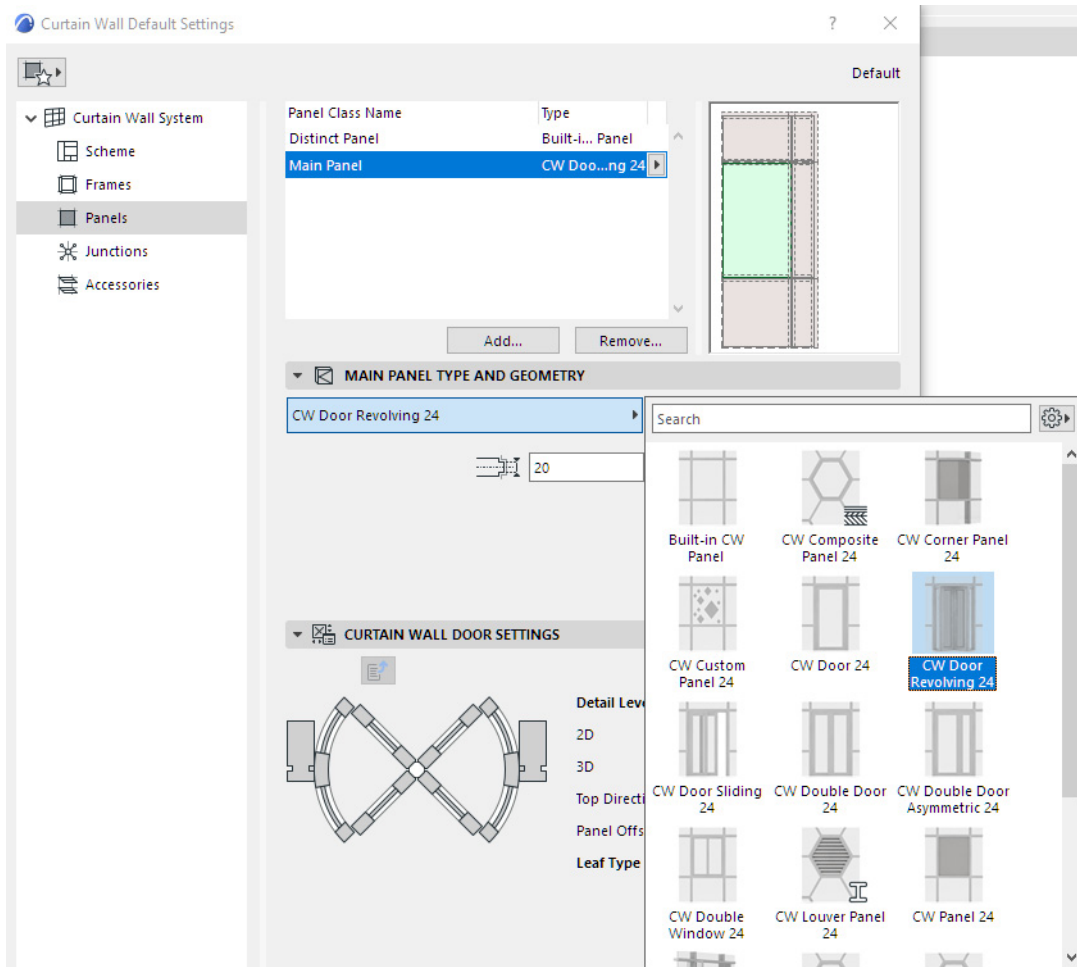 Curtain Wall Default Settings
?
Default
Curtain Wall System
Scheme
Frames
Panels
Junctions
Accessories
Panel Class Name Type
Distinct Panel Built-i... Panel
Main Panel CW Doo...ng 24
Add... Remove...
MAIN PANEL TYPE AND GEOMETRY
CW Door Revolving 24
20
Search
Built-in CW
Panel
CW Composite
Panel 24
CW Corner Panel
24
CW Custom
Panel 24
CW Door 24
CW Door
Revolving 24
CW Door Sliding
24
CW Double Door
24
CW Double Door
Asymmetric 24
CW Double
Window 24
CW Louver Panel
24
CW Panel 24
CURTAIN WALL DOOR SETTINGS
Detail Leve
2D
3D
Top Directi
Panel Offs
Leaf Type